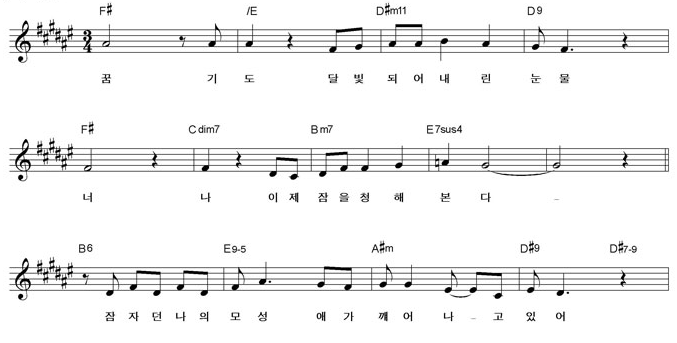 F# /E D#m11 D9
3/4
꿈 기 도 달 빛 되 어 내 린 눈 물
F# Cdim7 Bm7 E7sus4
너 나 이 제 잠 을 청 해 본 다 _
B6 E9-5 A#m D#9 D#7-9
잠 자 던 나 의 모 성 애 가 깨 어 나 _ 고 있 어